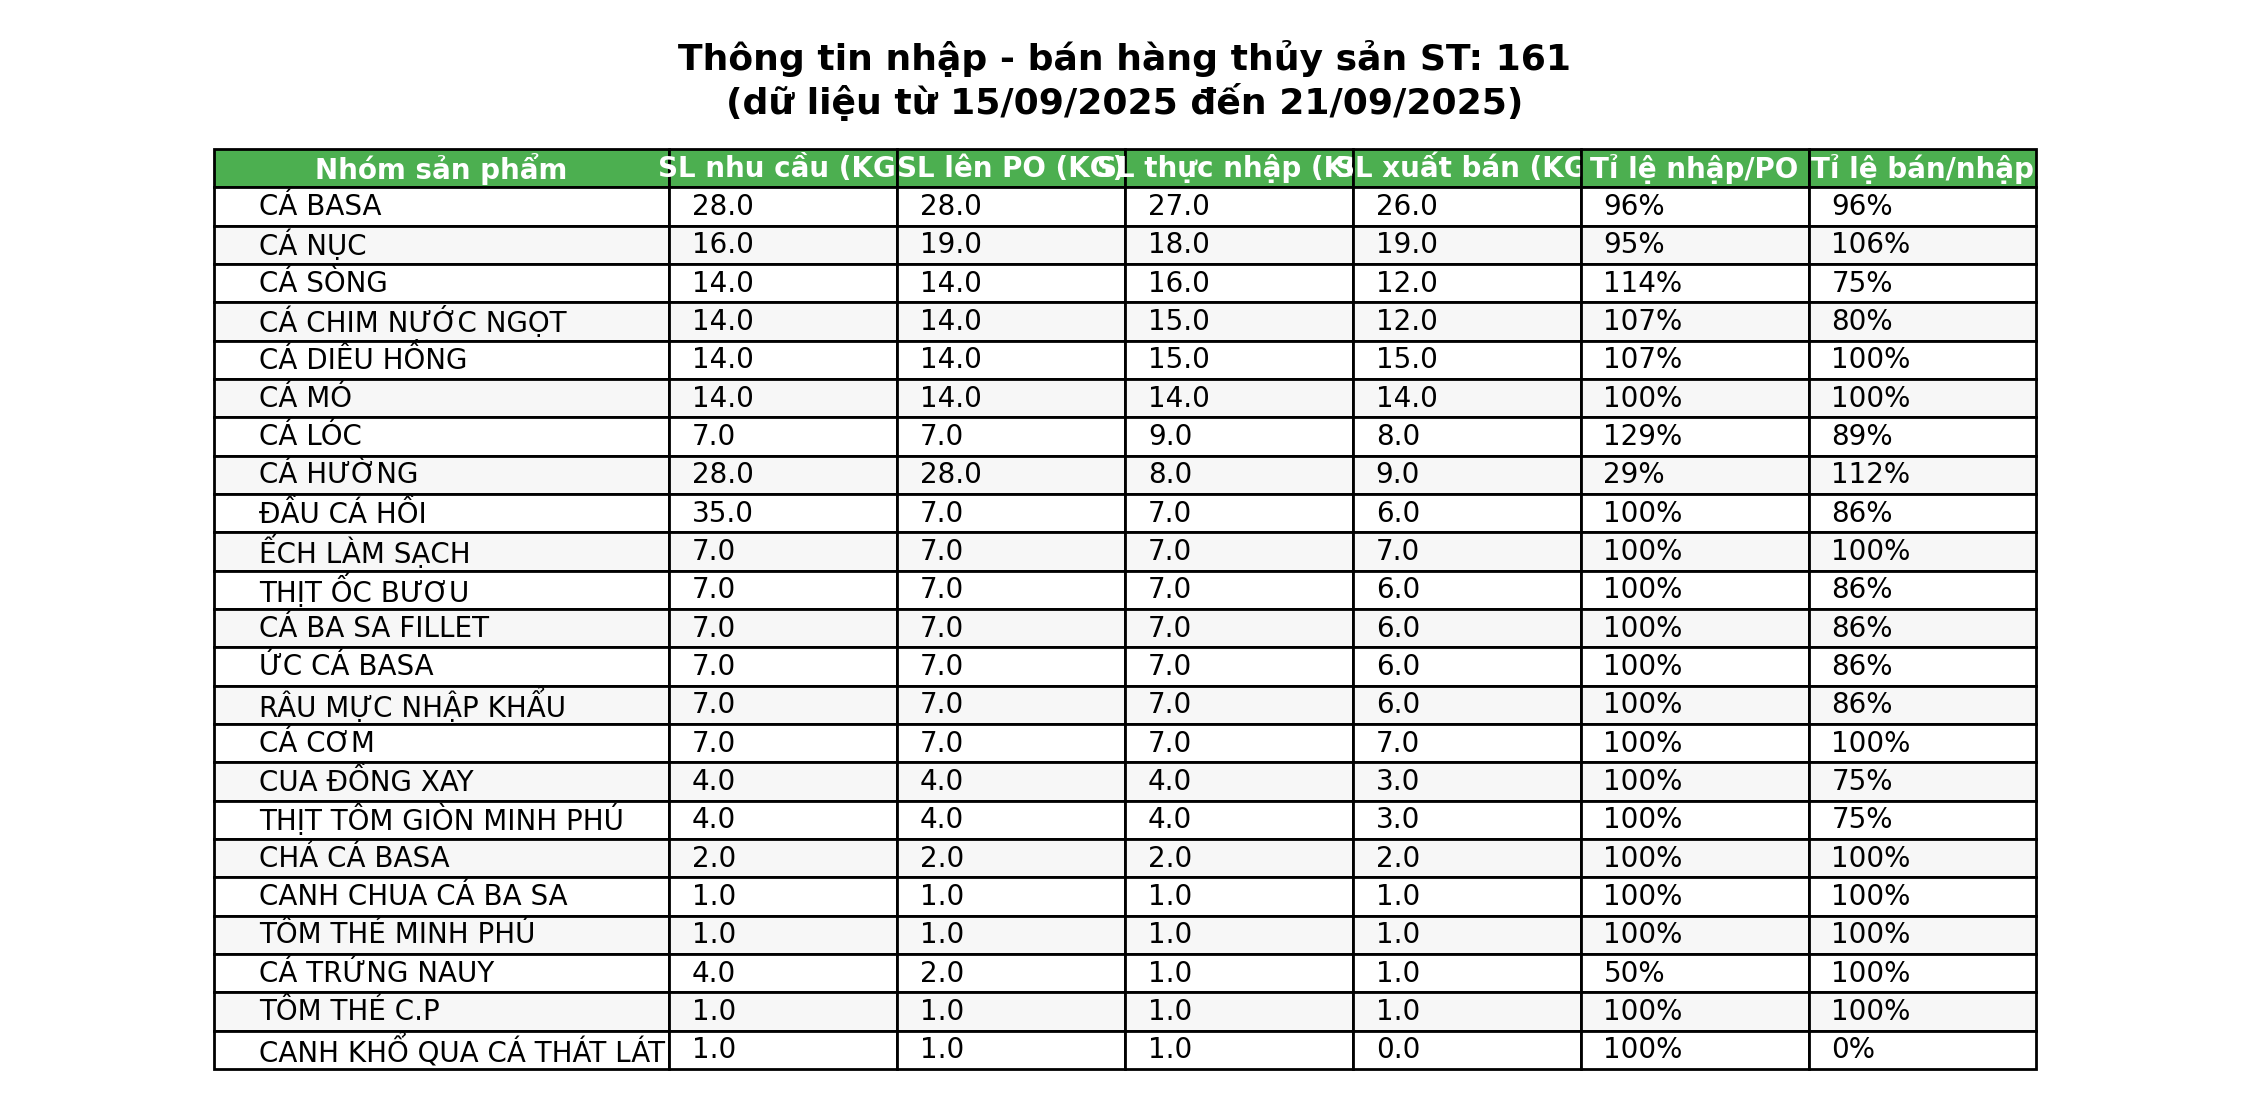 Thông tin nhập - bán hàng thủy sản ST: 161
(dữ liệu từ 15/09/2025 đến 21/09/2025)
Nhóm sản phẩm SL nhu cầu (KG SL lên PO (KG) SL thực nhập (K SL xuất bán (KG Tỉ lệ nhập/PO Tỉ lệ bán/nhập
CÁ BASA 28.0 28.0 27.0 26.0 96% 96%
CÁ NỤC 16.0 19.0 18.0 19.0 95% 106%
CÁ SÒNG 14.0 14.0 16.0 12.0 114% 75%
CÁ CHIM NƯỚC NGỌT 14.0 14.0 15.0 12.0 107% 80%
CÁ DIÊU HỒNG 14.0 14.0 15.0 15.0 107% 100%
CÁ MÓ 14.0 14.0 14.0 14.0 100% 100%
CÁ LÓC 7.0 7.0 9.0 8.0 129% 89%
CÁ HƯỜNG 28.0 28.0 8.0 9.0 29% 112%
ĐẦU CÁ HỒI 35.0 7.0 7.0 6.0 100% 86%
ẾCH LÀM SẠCH 7.0 7.0 7.0 7.0 100% 100%
THỊT ỐC BƯƠU 7.0 7.0 7.0 6.0 100% 86%
CÁ BA SA FILLET 7.0 7.0 7.0 6.0 100% 86%
ỨC CÁ BASA 7.0 7.0 7.0 6.0 100% 86%
RÂU MỰC NHẬP KHẨU 7.0 7.0 7.0 6.0 100% 86%
CÁ CƠM 7.0 7.0 7.0 7.0 100% 100%
CUA ĐỒNG XAY 4.0 4.0 4.0 3.0 100% 75%
THỊT TÔM GIÒN MINH PHÚ 4.0 4.0 4.0 3.0 100% 75%
CHẢ CÁ BASA 2.0 2.0 2.0 2.0 100% 100%
CANH CHUA CÁ BA SA 1.0 1.0 1.0 1.0 100% 100%
TÔM THẺ MINH PHÚ 1.0 1.0 1.0 1.0 100% 100%
CÁ TRỨNG NAUY 4.0 2.0 1.0 1.0 50% 100%
TÔM THẺ C.P 1.0 1.0 1.0 1.0 100% 100%
CANH KHỔ QUA CÁ THÁT LÁT 1.0 1.0 1.0 0.0 100% 0%